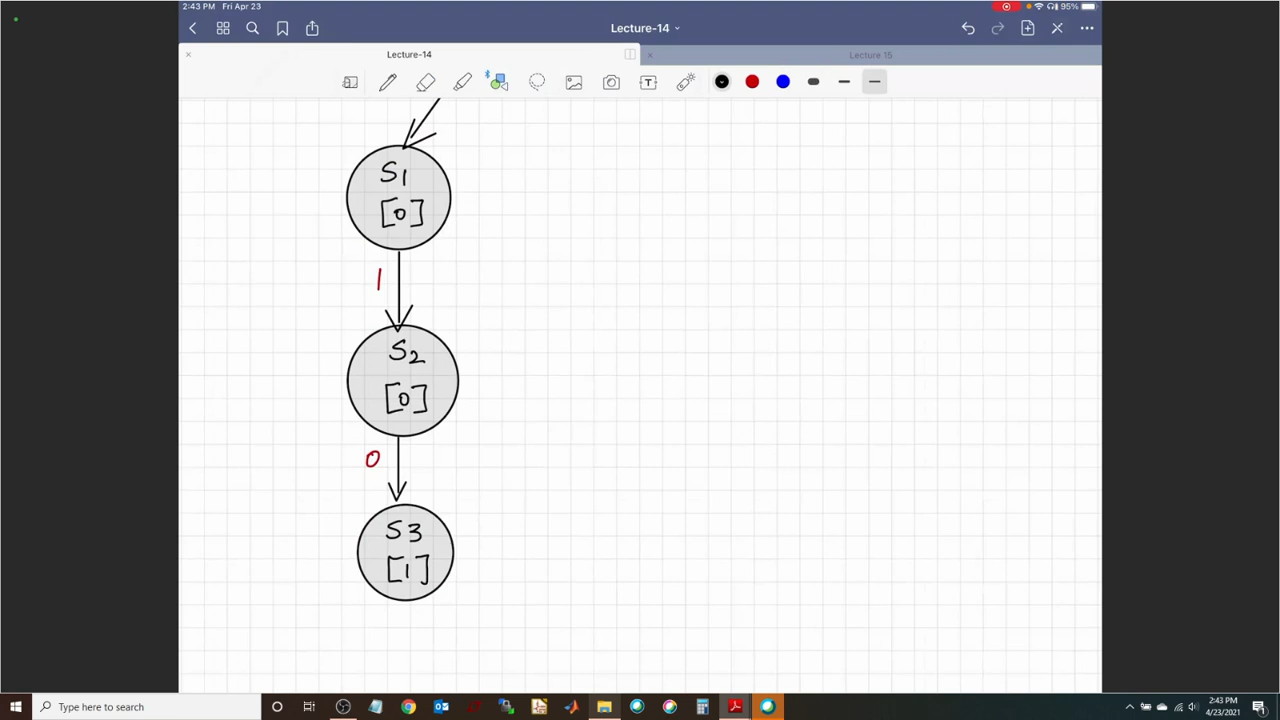 2:43 PM Fri Apr 23
95%
Lecture-14
Lecture-14
Lecture 15
T
S1
[0]
1
S2
[0]
0
S3
[1]
Type here to search
2:43 PM
4/23/2021